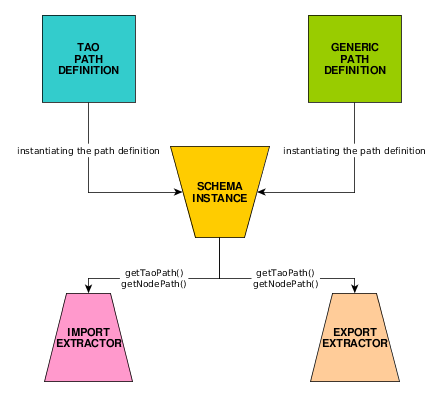 TAO
PATH
DEFINITION
GENERIC
PATH
DEFINITION
instantiating the path definition
instantiating the path definition
SCHEMA
INSTANCE
getTaoPath()
getNodePath()
getTaoPath()
getNodePath()
IMPORT
EXTRACTOR
EXPORT
EXTRACTOR